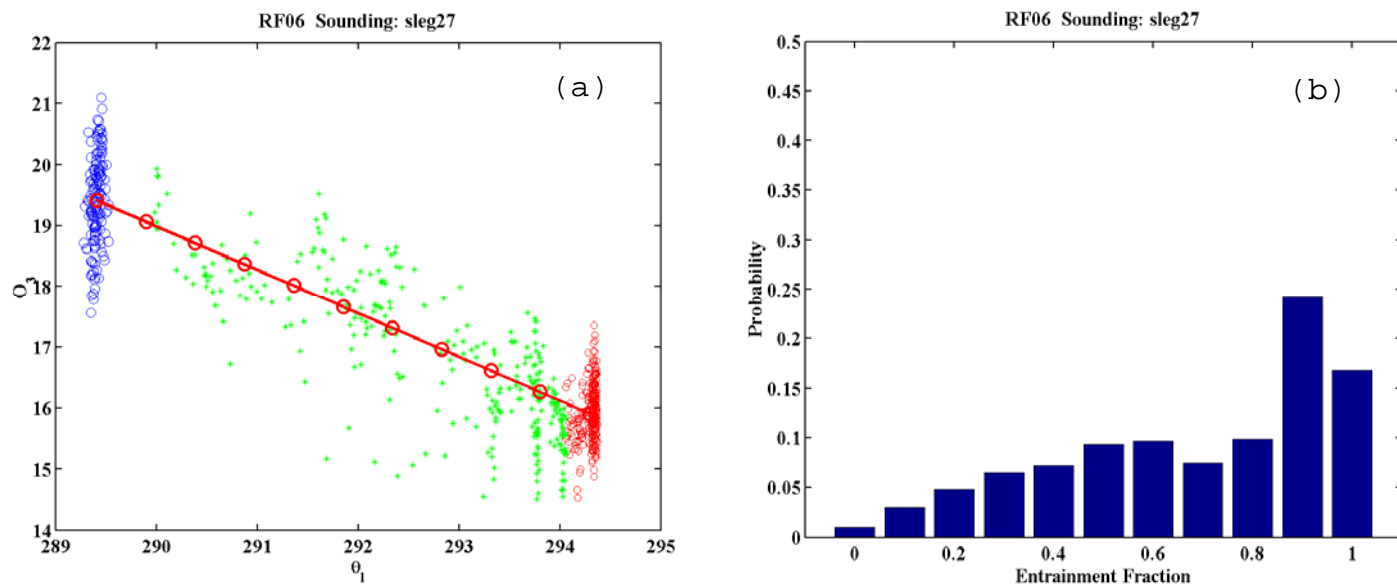 RF06 Sounding: sleg27
(a)
22
21
20
19
18
17
16
15
14
O3
289 290 291 292 293 294 295
θl
RF06 Sounding: sleg27
(b)
0.5
0.45
0.4
0.35
0.3
0.25
0.2
0.15
0.1
0.05
0
Probability
0 0.2 0.4 0.6 0.8 1
Entrainment Fraction